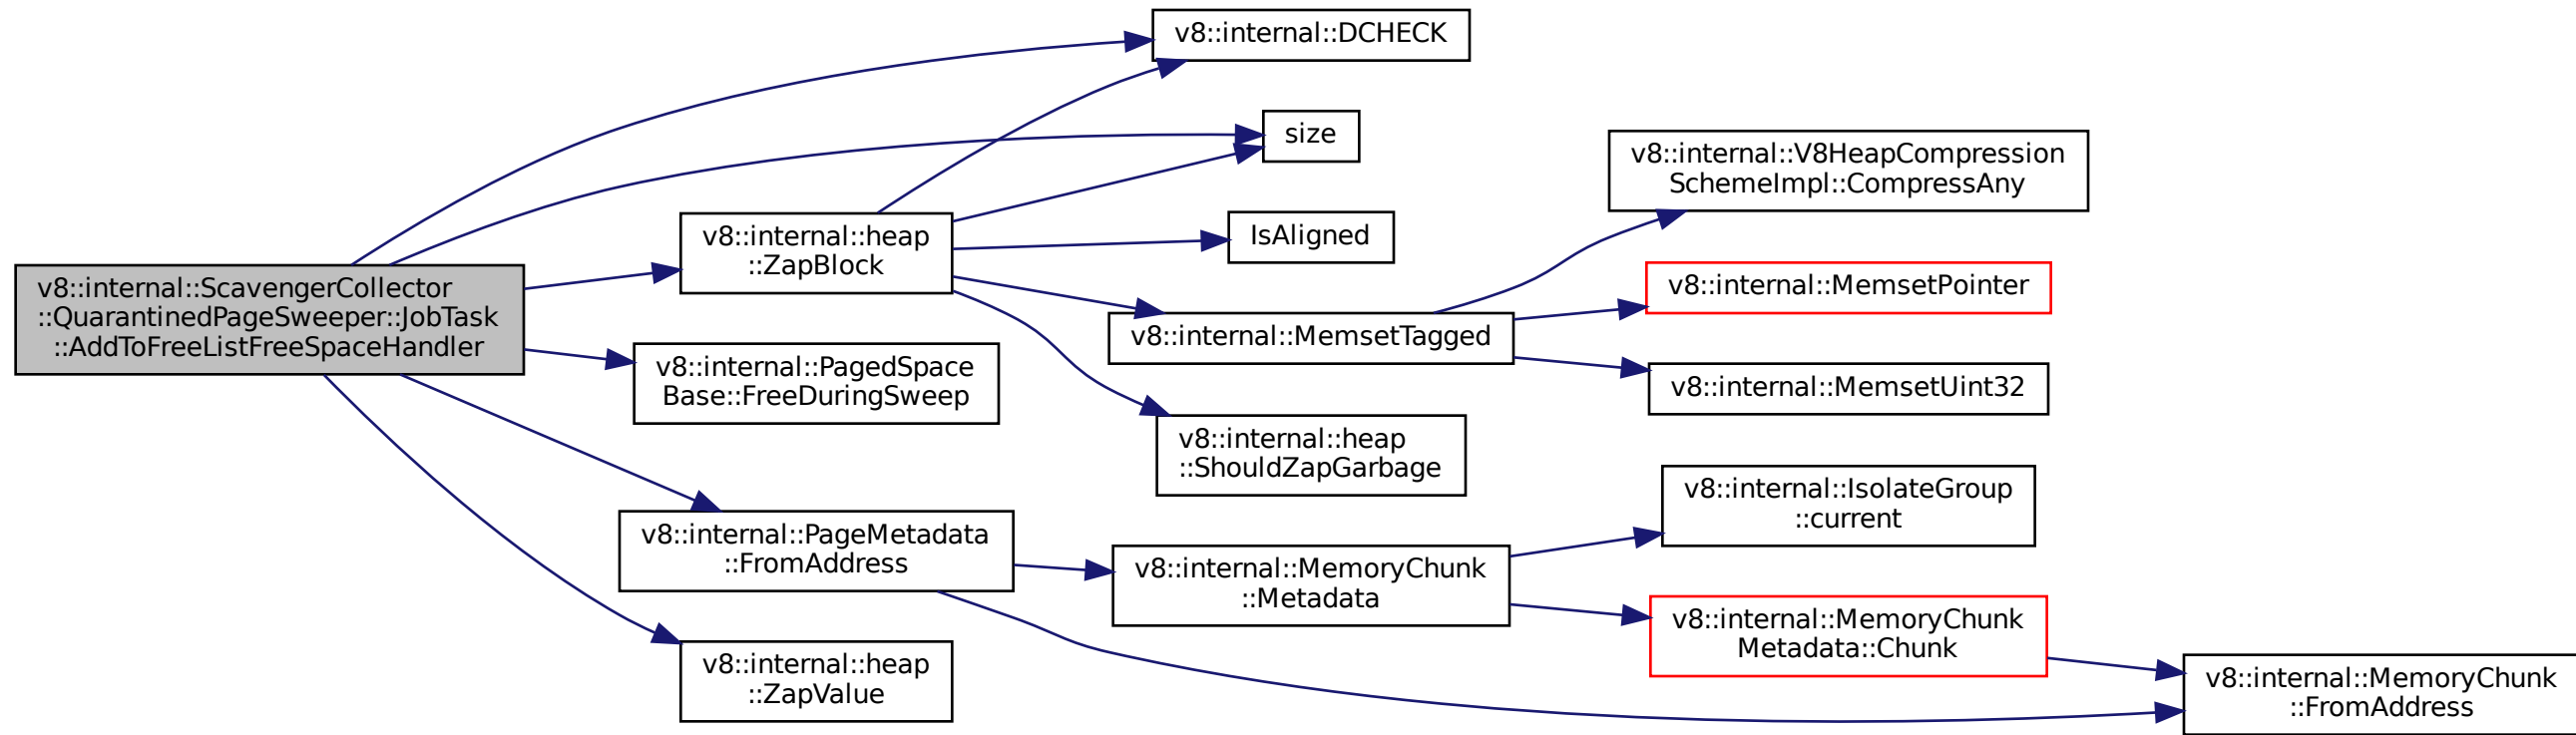 v8::internal::ScavengerCollector
::QuarantinedPageSweeper::JobTask
::AddToFreeListFreeSpaceHandler
v8::internal::DCHECK
size
v8::internal::heap
::ZapBlock
IsAligned
v8::internal::MemsetTagged
v8::internal::V8HeapCompression
SchemeImpl::CompressAny
v8::internal::MemsetPointer
v8::internal::MemsetUint32
v8::internal::heap
::ShouldZapGarbage
v8::internal::PagedSpace
Base::FreeDuringSweep
v8::internal::PageMetadata
::FromAddress
v8::internal::MemoryChunk
::Metadata
v8::internal::IsolateGroup
::current
v8::internal::MemoryChunk
Metadata::Chunk
v8::internal::MemoryChunk
::FromAddress
v8::internal::heap
::ZapValue